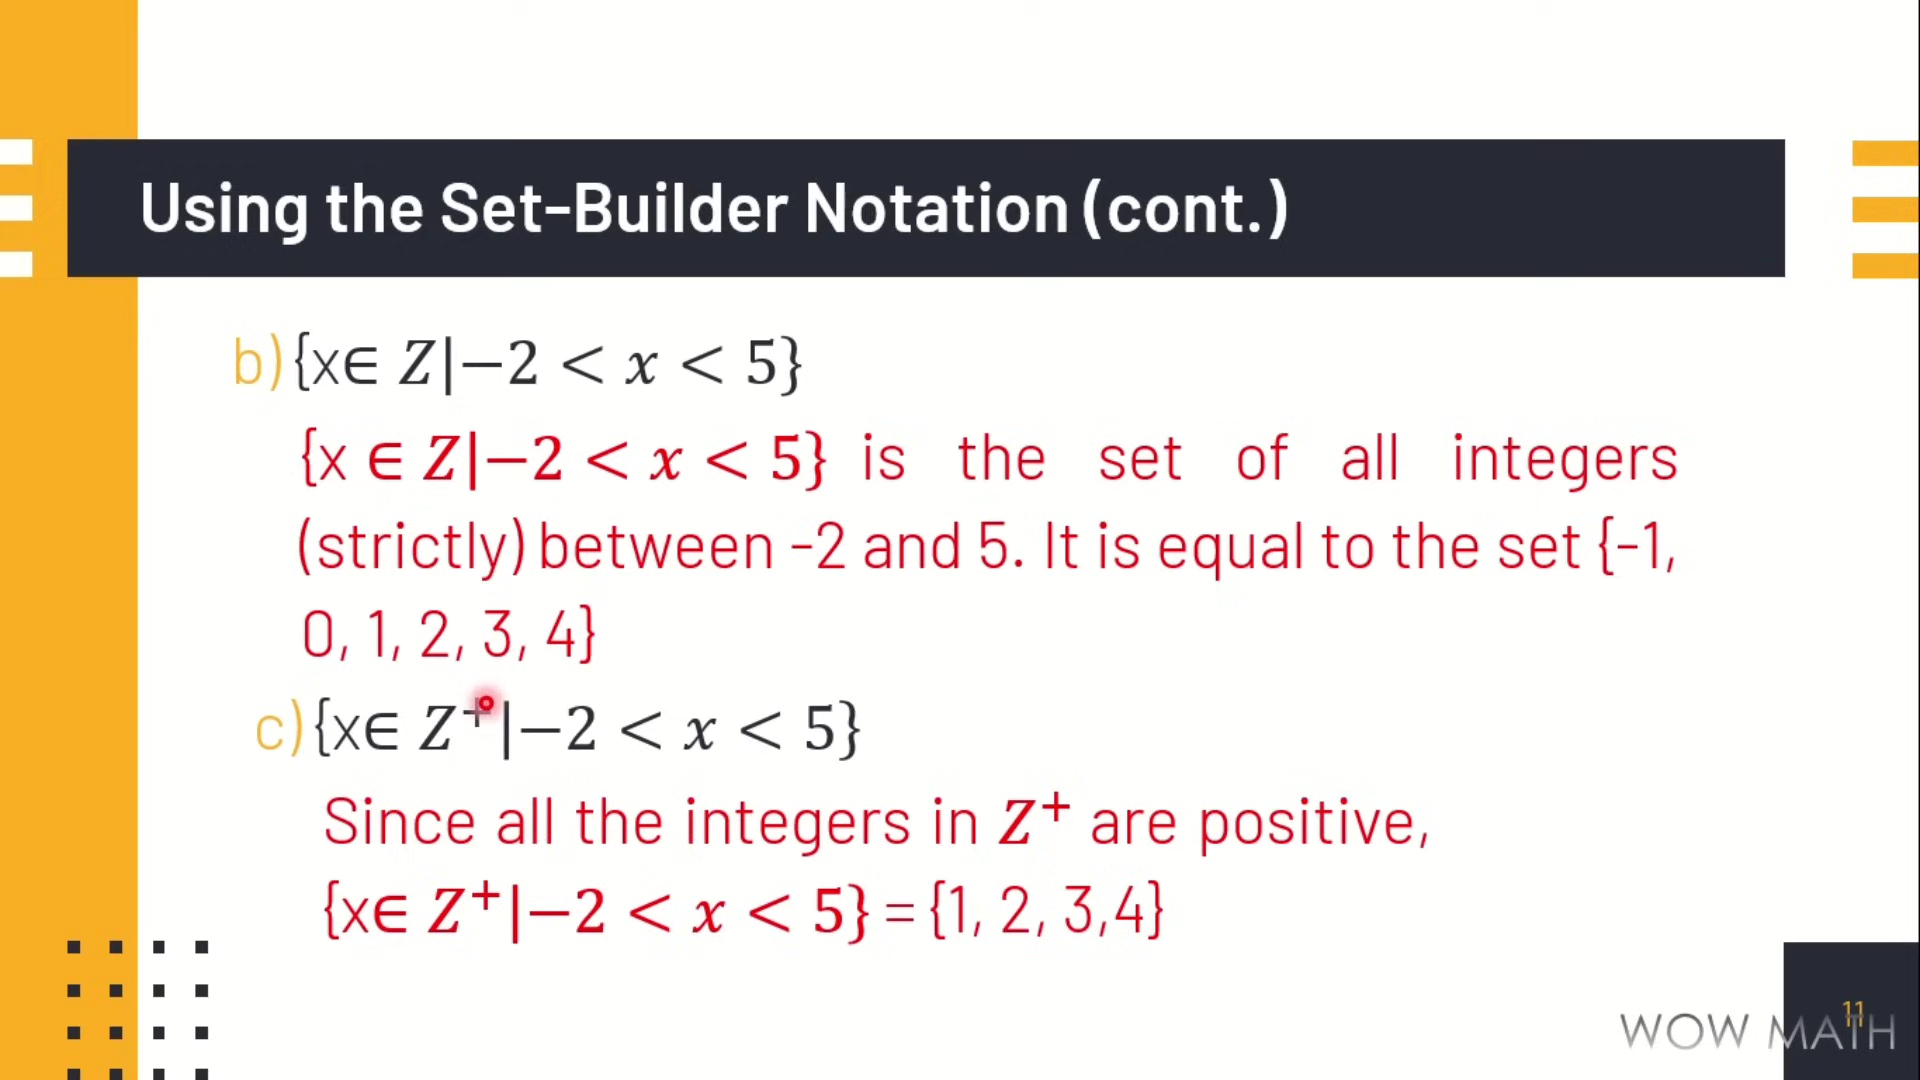 Using the Set-Builder Notation (cont.)
b) {x∈ Z|−2 < x < 5}
{x ∈ Z|−2 < x < 5} is the set of all integers
(strictly) between -2 and 5. It is equal to the set {-1,
0, 1, 2, 3, 4}
c) {x∈ Z⁺|−2 < x < 5}
Since all the integers in Z⁺ are positive,
{x∈ Z⁺|−2 < x < 5} = {1, 2, 3,4}
11
WOW MATH